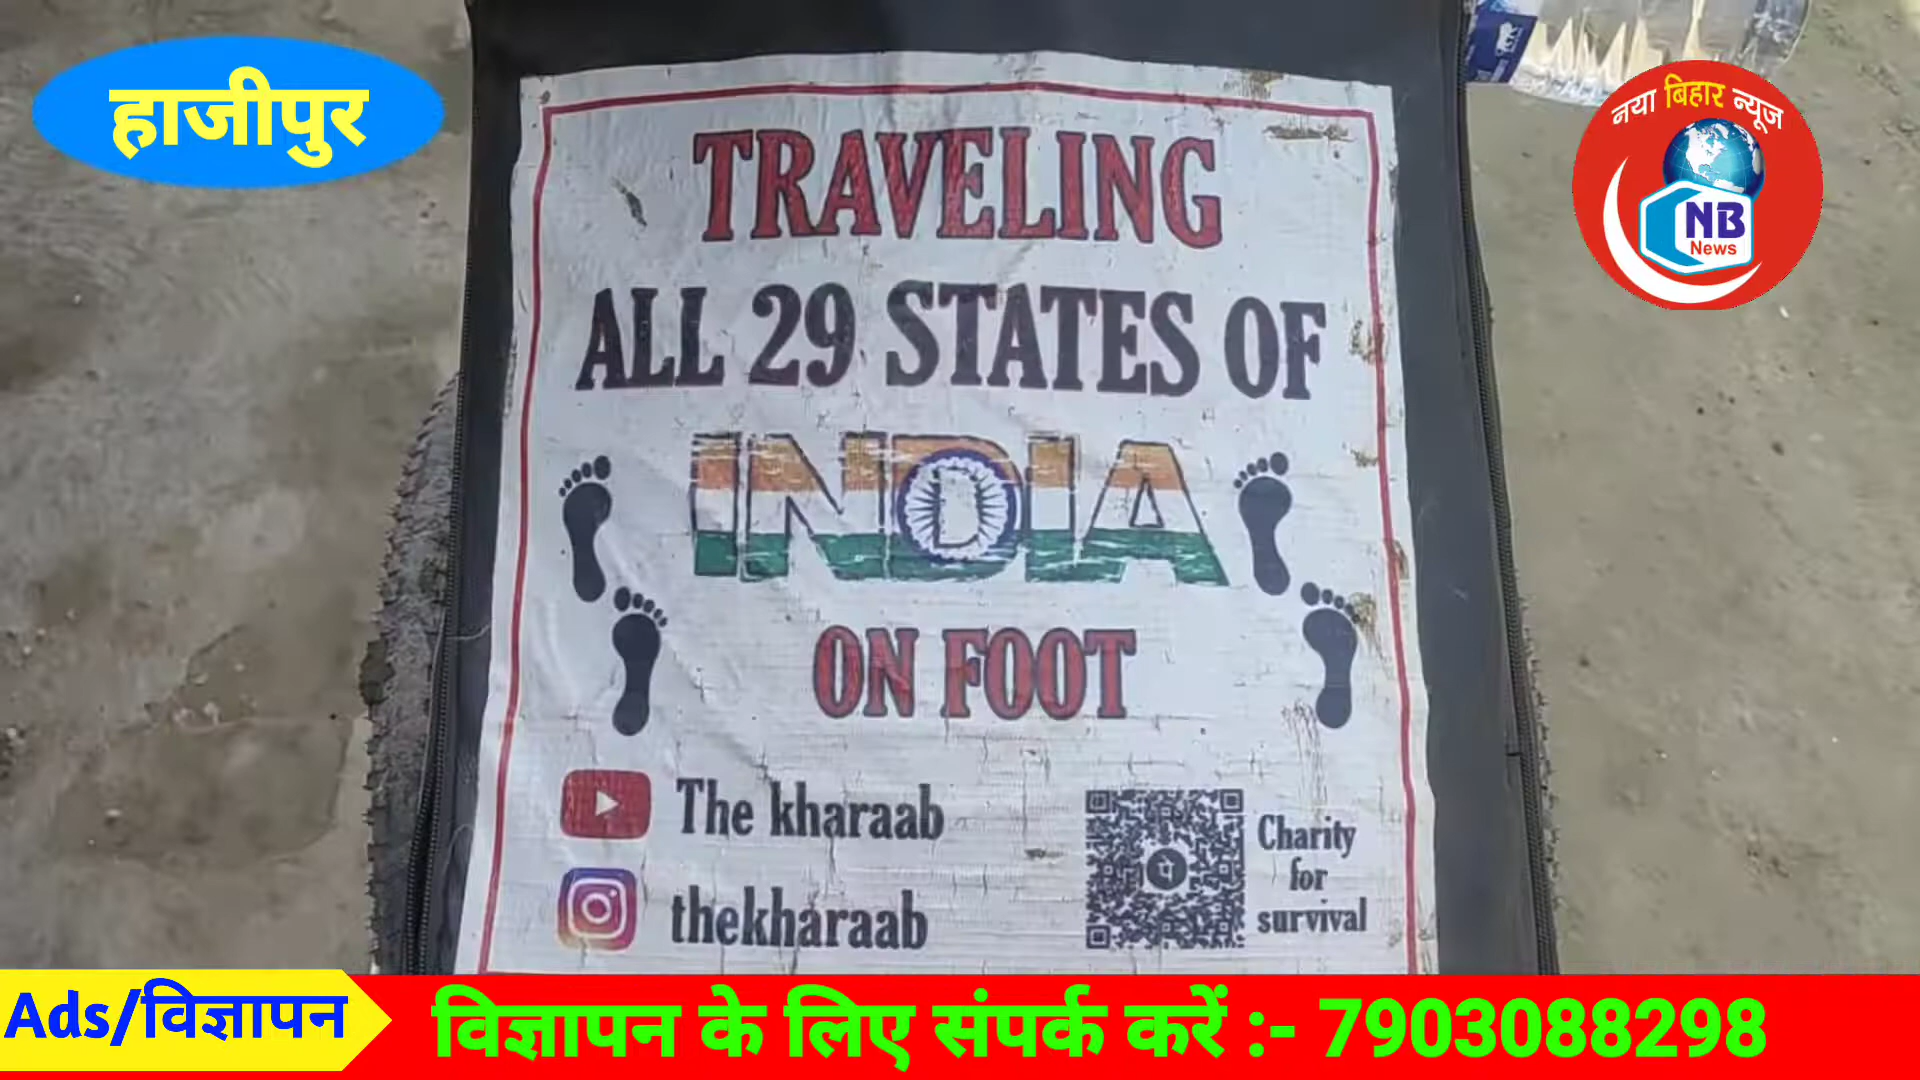 हाजीपुर
नया बिहार न्यूज
NB
News
TRAVELING
ALL 29 STATES OF
INDIA
ON FOOT
The kharaab
thekharaab
पे
Charity
for
survival
Ads/विज्ञापन
विज्ञापन के लिए संपर्क करें :- 7903088298